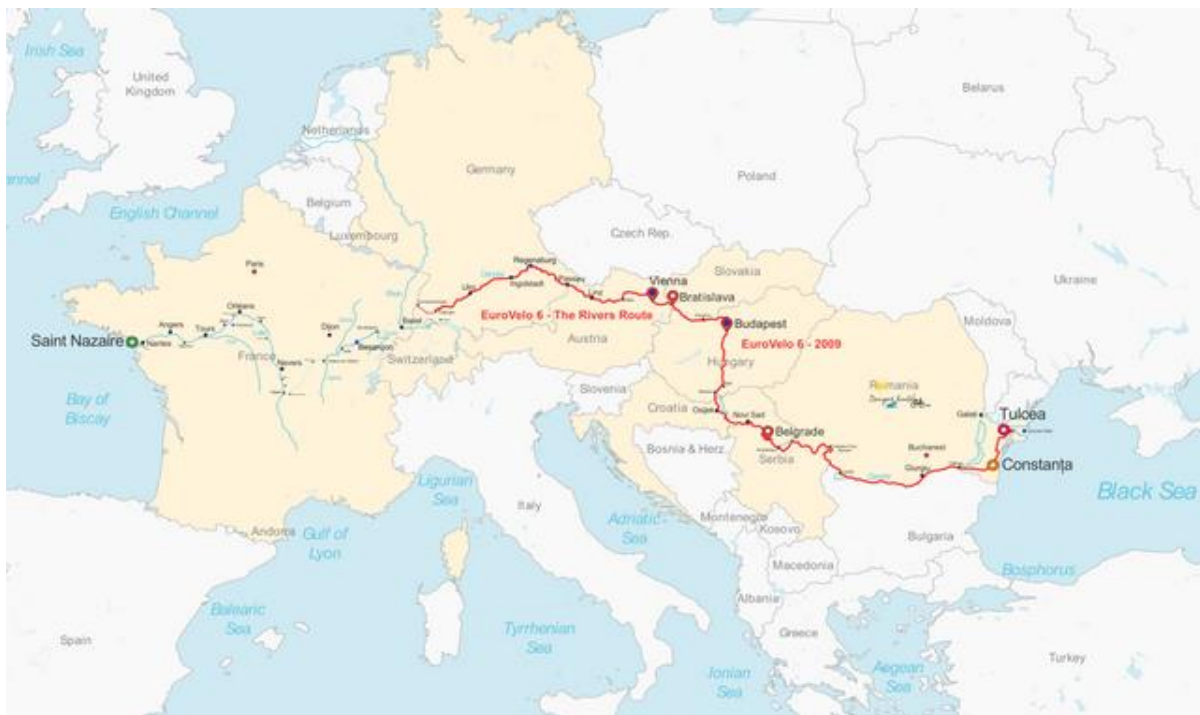 Irish Sea
United
Kingdom
Netherlands
Belarus
Germany
Poland
annel
English Channel
Belgium
Luxembourg
Czech Rep.
Ukraine
Paris
Regensburg
Ingolstadt
Ulm
Passau
Linz
Slovakia
Vienna
Bratislava
EuroVelo 6 - The Rivers Route
Budapest
EuroVelo 6 - 2009
Moldova
Orléans
Angers
Tours
Saint Nazaire
Nantes
Dijon
Basel
Besançon
France
Nevers
Switzerland
Austria
Hungary
Slovenia
Bay of
Biscay
Croatia
Osijek
Novi Sad
Belgrade
Romania
Galati
Tulcea
Bosnia & Herz.
Serbia
Bucharest
Giurgiu
Constanța
Black Sea
Ligurian
Sea
Italy
Andorra
Gulf of
Lyon
Adriatic
Sea
Montenegro
Kosovo
Bulgaria
Macedonia
Bosphorus
Albania
Balearic
Sea
Spain
Tyrrhenian
Sea
Greece
Ionian
Sea
Aegean
Sea
Turkey